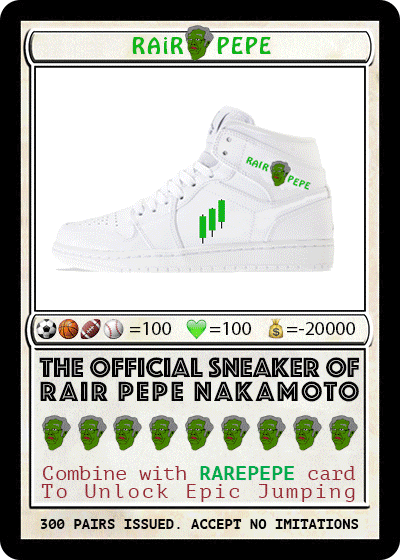 RAiR PEPE
RAIR PEPE
=100 =100 =-20000
THE OFFICIAL SNEAKER OF
RAIR PEPE NAKAMOTO
Combine with RAREPEPE card
To Unlock Epic Jumping
300 PAIRS ISSUED. ACCEPT NO IMITATIONS